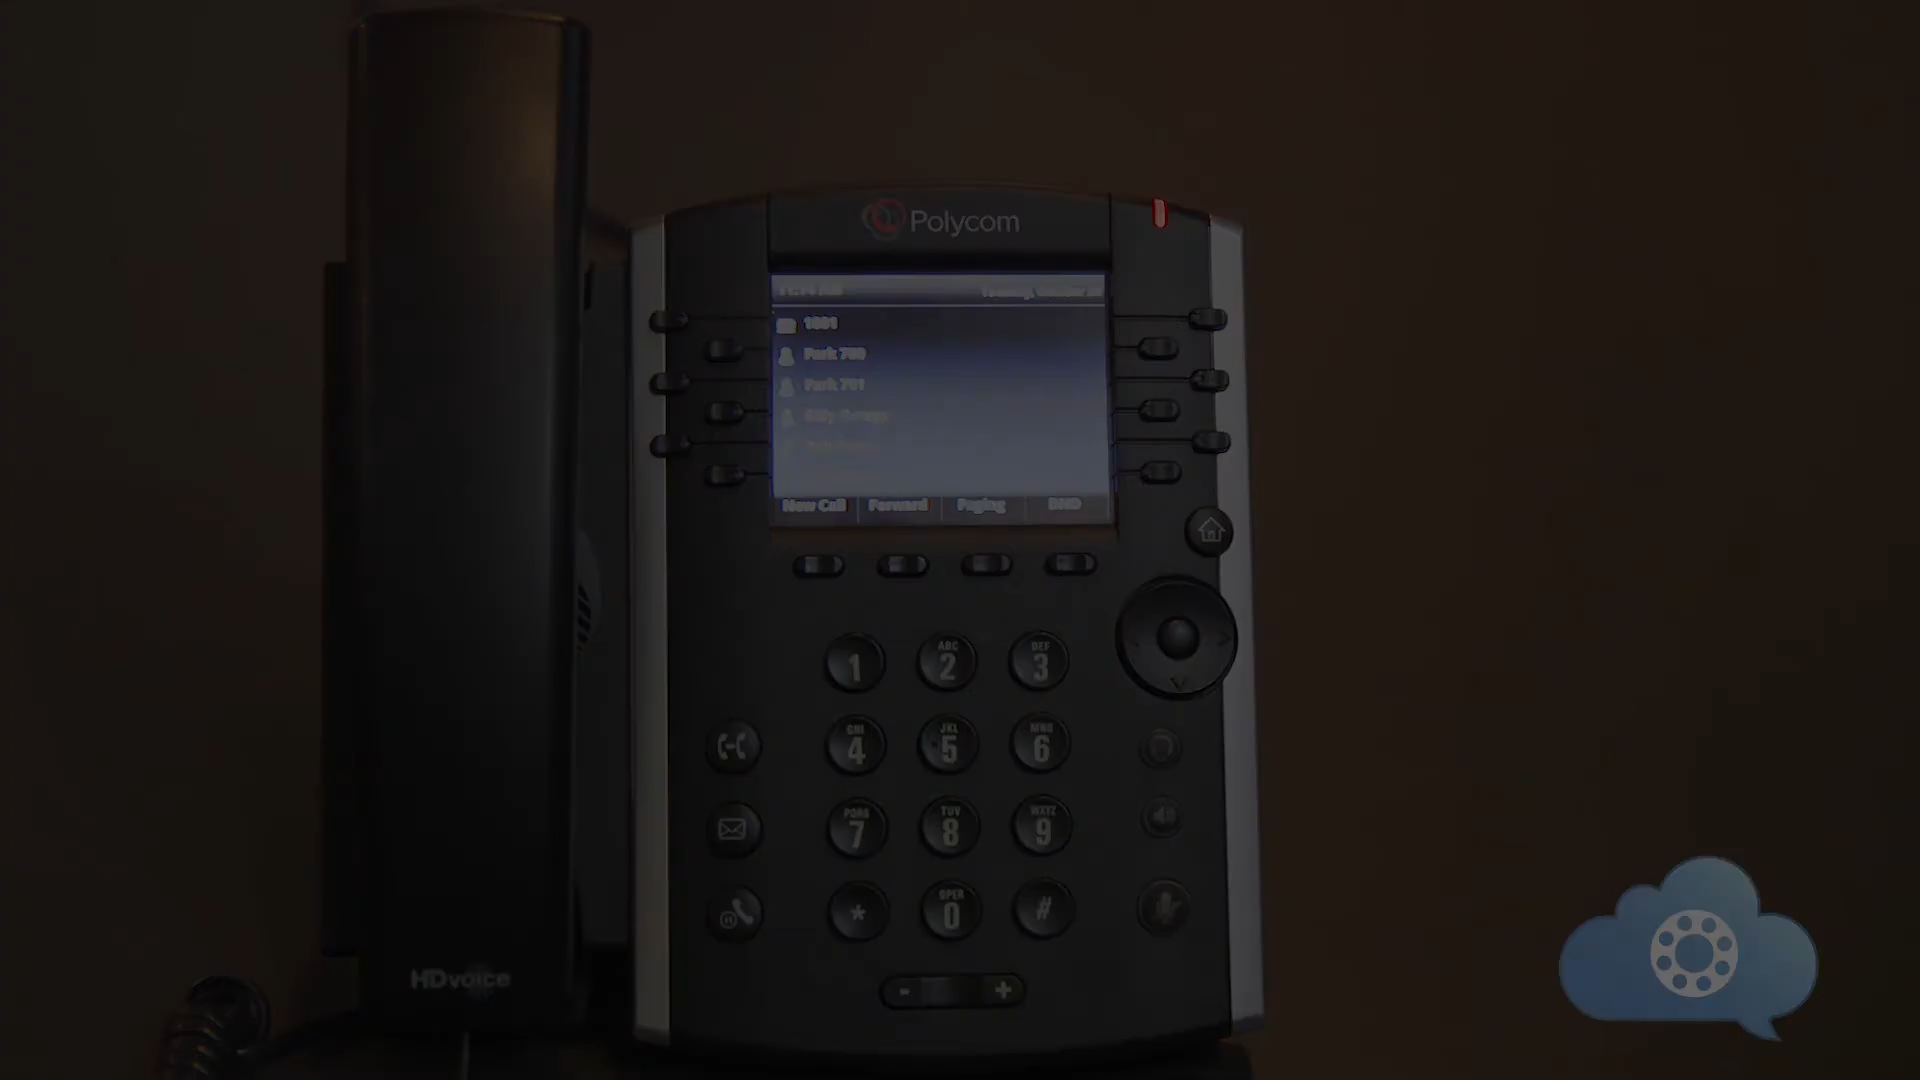 Polycom
1001
Park 700
Park 701
New Call Forward Paging DND
1
ABC
2
DEF
3
GHI
4
JKL
5
MNO
6
PQRS
7
TUV
8
WXYZ
9
*
OPER
0
#
HDvoice
- +